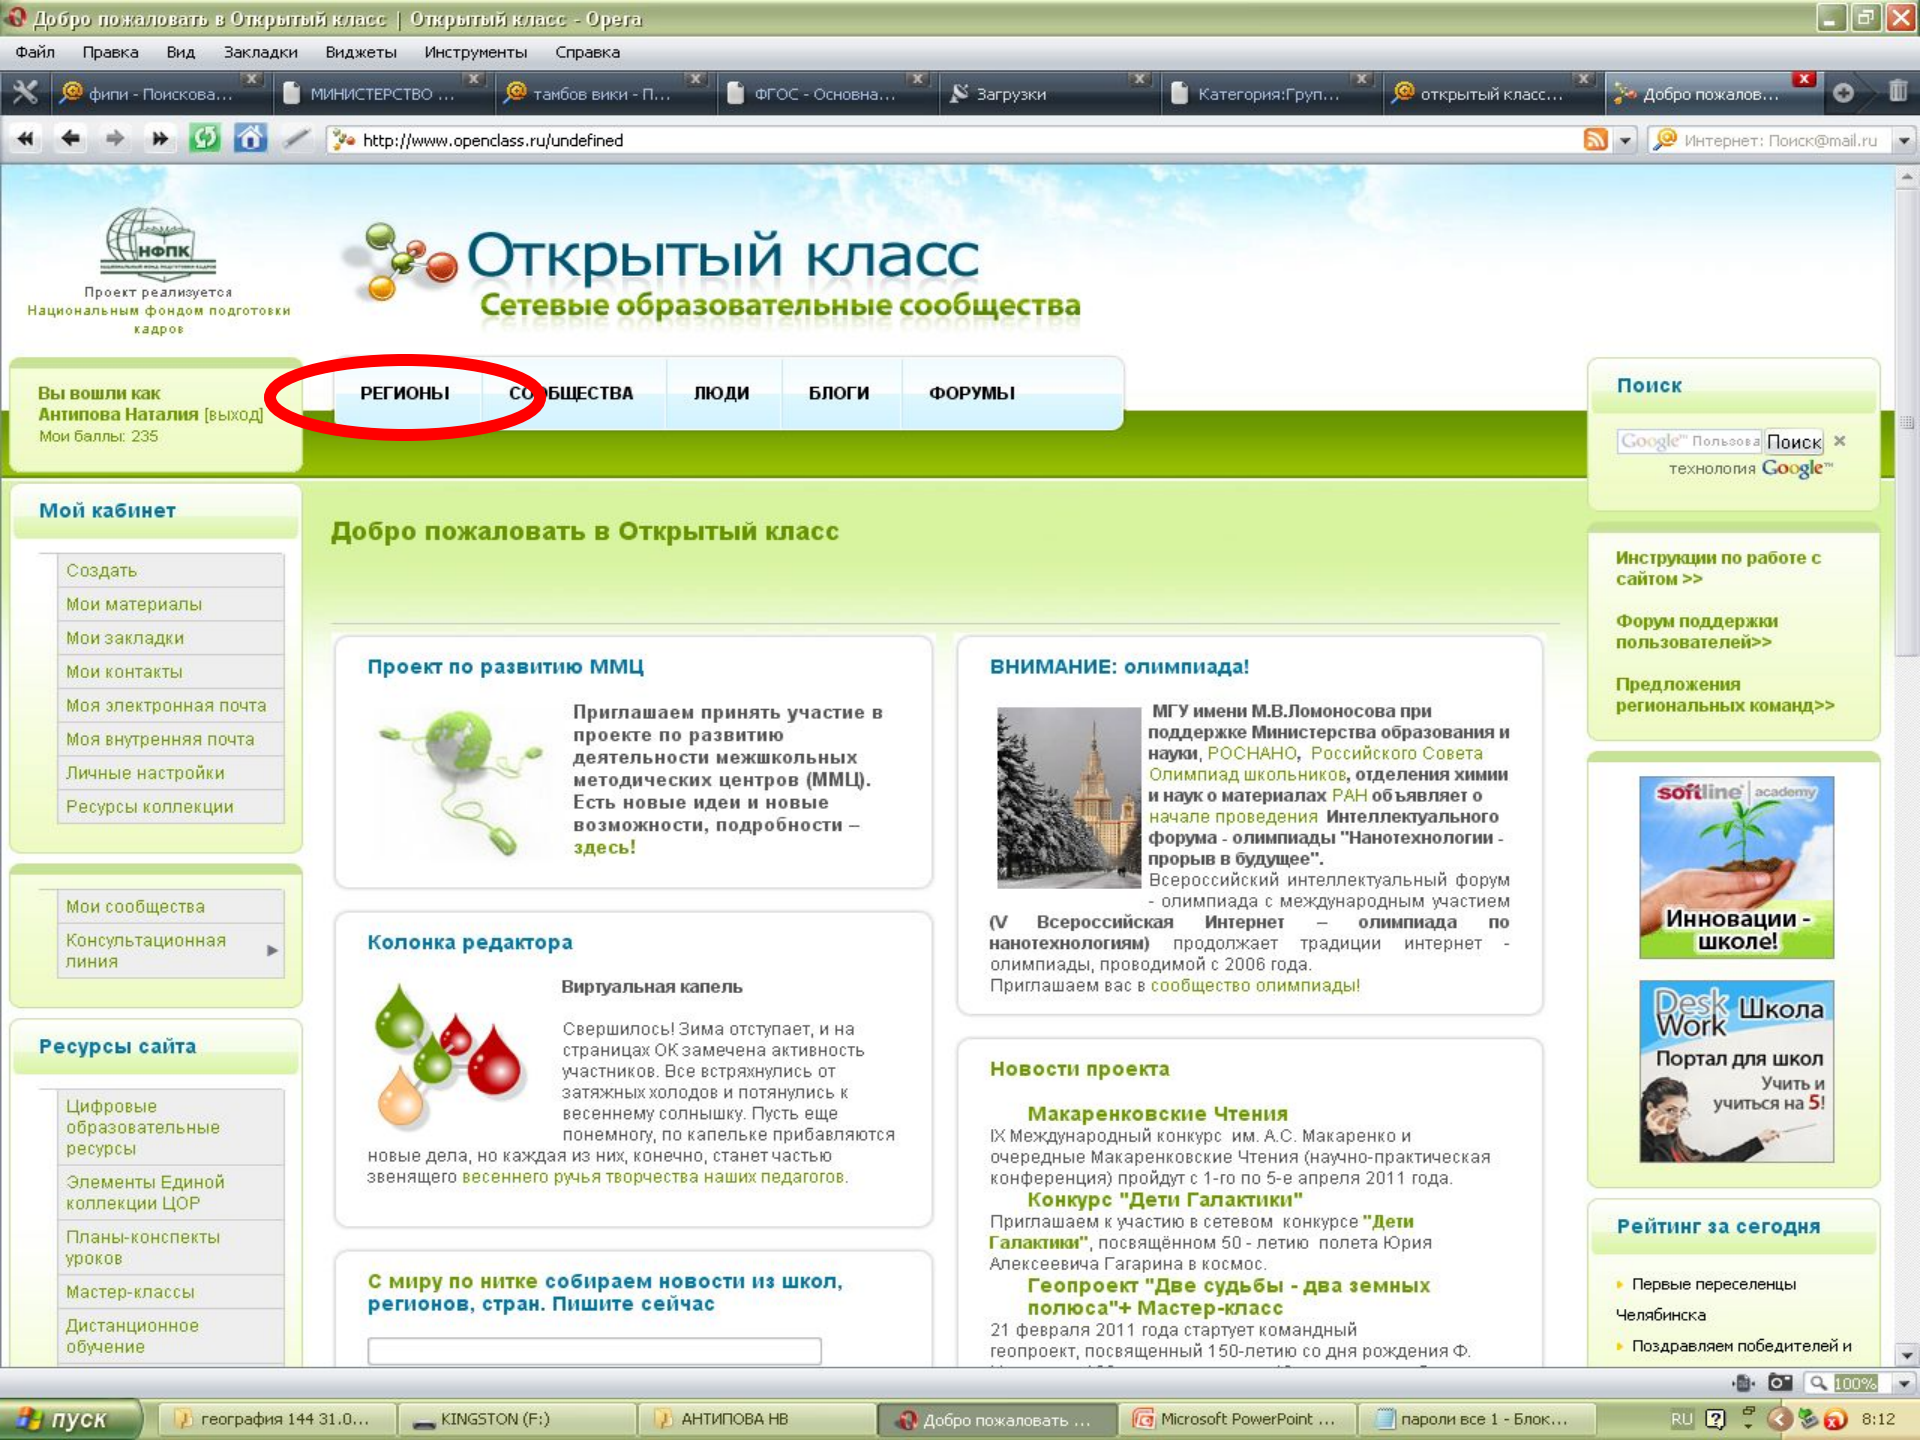 Добро пожаловать в Открытый класс | Открытый класс - Opera
Файл Правка Вид Закладки Виджеты Инструменты Справка
фипи - Поискова... МИНИСТЕРСТВО ... тамбов вики - П... ФГОС - Основна... Загрузки Категория:Груп... открытый класс... Добро пожалов...
http://www.openclass.ru/undefined
Интернет: Поиск@mail.ru
НФПК
Проект реализуется
Национальным фондом подготовки
кадров
Открытый класс
Сетевые образовательные сообщества
Вы вошли как
Антипова Наталия [выход]
Мои баллы: 235
РЕГИОНЫ СООБЩЕСТВА ЛЮДИ БЛОГИ ФОРУМЫ
Мой кабинет
Создать
Мои материалы
Мои закладки
Мои контакты
Моя электронная почта
Моя внутренняя почта
Личные настройки
Ресурсы коллекции
Мои сообщества
Консультационная
линия
Ресурсы сайта
Цифровые
образовательные
ресурсы
Элементы Единой
коллекции ЦОР
Планы-конспекты
уроков
Мастер-классы
Дистанционное
обучение
Добро пожаловать в Открытый класс
Проект по развитию ММЦ
Приглашаем принять участие в
проекте по развитию
деятельности межшкольных
методических центров (ММЦ).
Есть новые идеи и новые
возможности, подробности –
здесь!
Колонка редактора
Виртуальная капель
Свершилось! Зима отступает, и на
страницах ОК замечена активность
участников. Все встряхнулись от
затяжных холодов и потянулись к
весеннему солнышку. Пусть еще
понемногу, по капельке прибавляются
новые дела, но каждая из них, конечно, станет частью
звенящего весеннего ручья творчества наших педагогов.
С миру по нитке собираем новости из школ,
регионов, стран. Пишите сейчас
ВНИМАНИЕ: олимпиада!
МГУ имени М.В.Ломоносова при
поддержке Министерства образования и
науки, РОСНАНО, Российского Совета
Олимпиад школьников, отделения химии
и наук о материалах РАН объявляет о
начале проведения Интеллектуального
форума - олимпиады "Нанотехнологии -
прорыв в будущее".
Всероссийский интеллектуальный форум
- олимпиада с международным участием
(V Всероссийская Интернет – олимпиада по
нанотехнологиям) продолжает традиции интернет -
олимпиады, проводимой с 2006 года.
Приглашаем вас в сообщество олимпиады!
Новости проекта
Макаренковские Чтения
IX Международный конкурс им. А.С. Макаренко и
очередные Макаренковские Чтения (научно-практическая
конференция) пройдут с 1-го по 5-е апреля 2011 года.
Конкурс "Дети Галактики"
Приглашаем к участию в сетевом конкурсе "Дети
Галактики", посвящённом 50 - летию полета Юрия
Алексеевича Гагарина в космос.
Геопроект "Две судьбы - два земных
полюса"+ Мастер-класс
21 февраля 2011 года стартует командный
геопроект, посвященный 150-летию со дня рождения Ф.
Поиск
Google™ Пользова Поиск ×
технология Google™
Инструкции по работе с
сайтом >>
Форум поддержки
пользователей>>
Предложения
региональных команд>>
softline academy
Инновации -
школе!
Desk Work Школа
Портал для школ
Учить и
учиться на 5!
Рейтинг за сегодня
Первые переселенцы
Челябинска
Поздравляем победителей и
100%
пуск география 144 31.0... KINGSTON (F:) АНТИПОВА НВ Добро пожаловать ... Microsoft PowerPoint ... пароли все 1 - Блок... RU 8:12